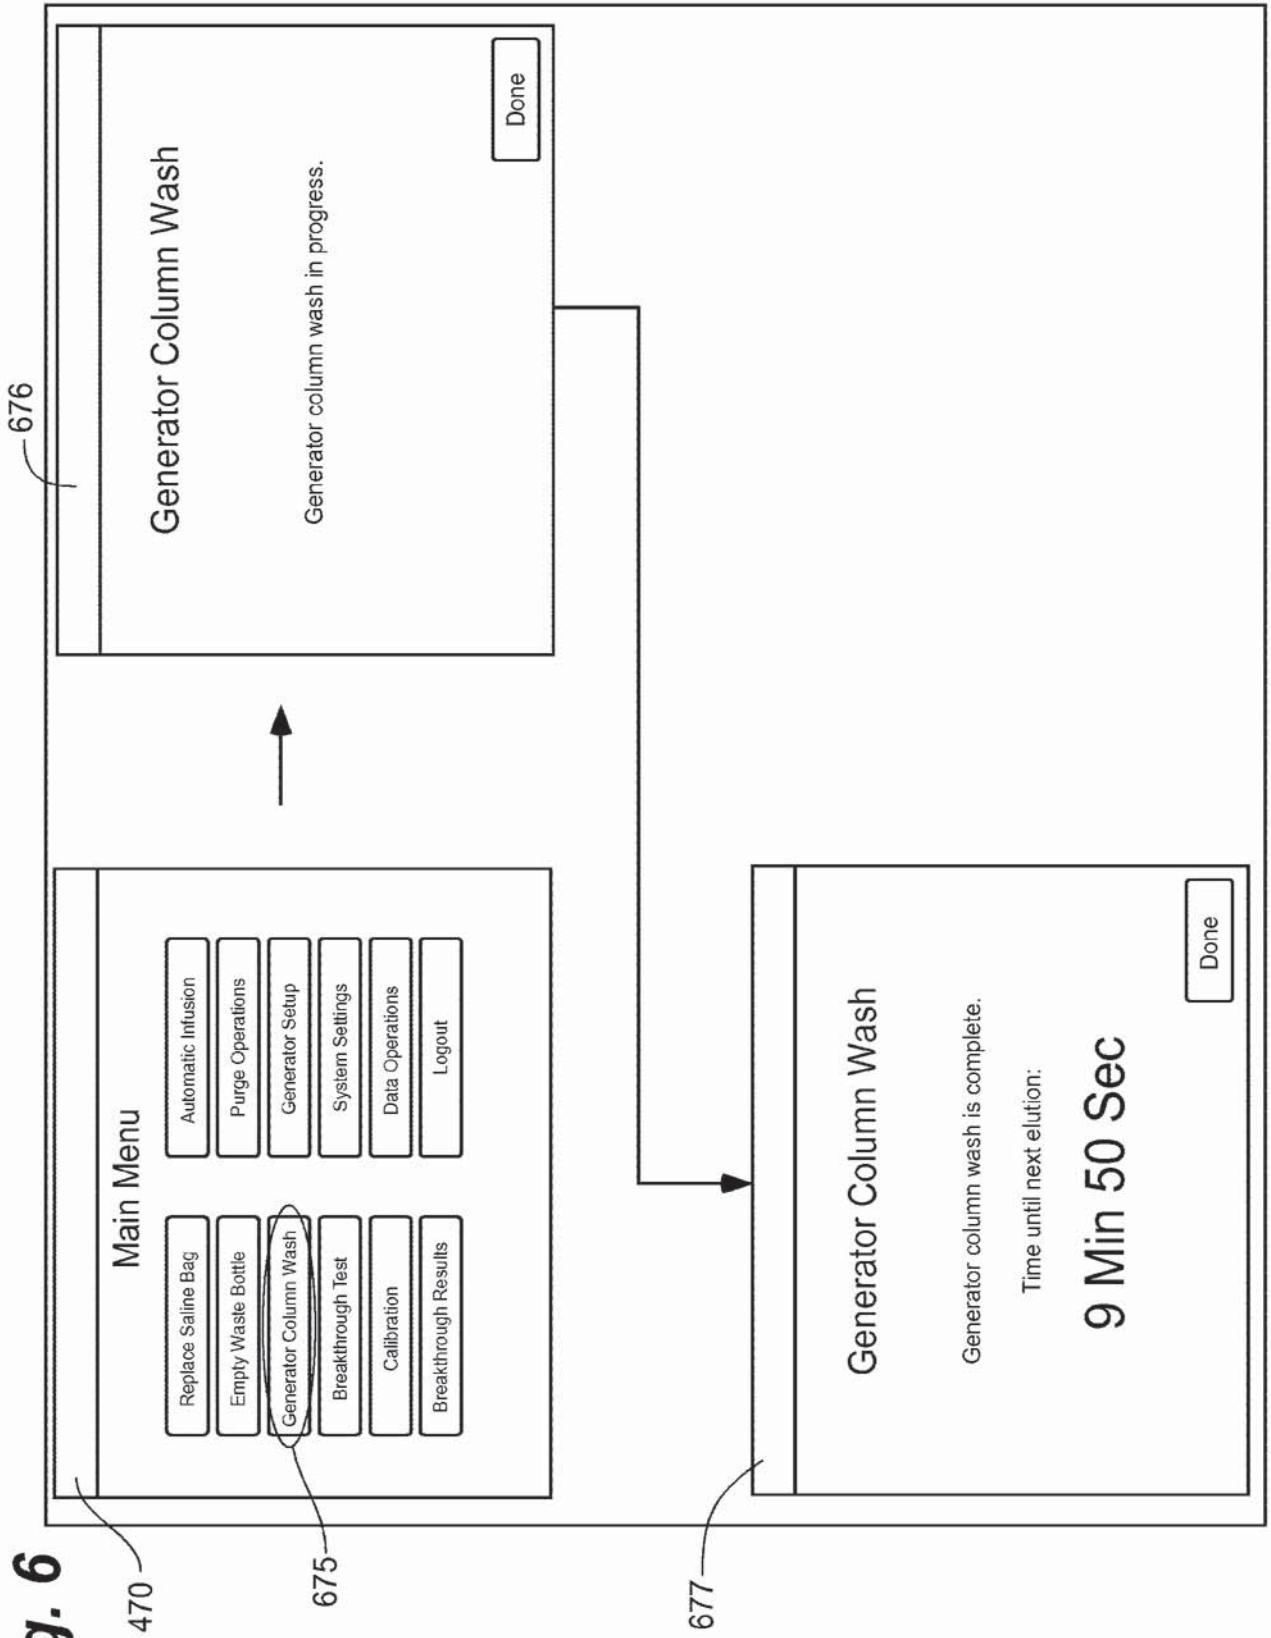 g. 6
470
Main Menu
Replace Saline Bag
Automatic Infusion
Empty Waste Bottle
Purge Operations
675
Generator Column Wash
Generator Setup
Breakthrough Test
System Settings
Calibration
Data Operations
Breakthrough Results
Logout
676
Generator Column Wash
Generator column wash in progress.
Done
677
Generator Column Wash
Generator column wash is complete.
Time until next elution:
9 Min 50 Sec
Done